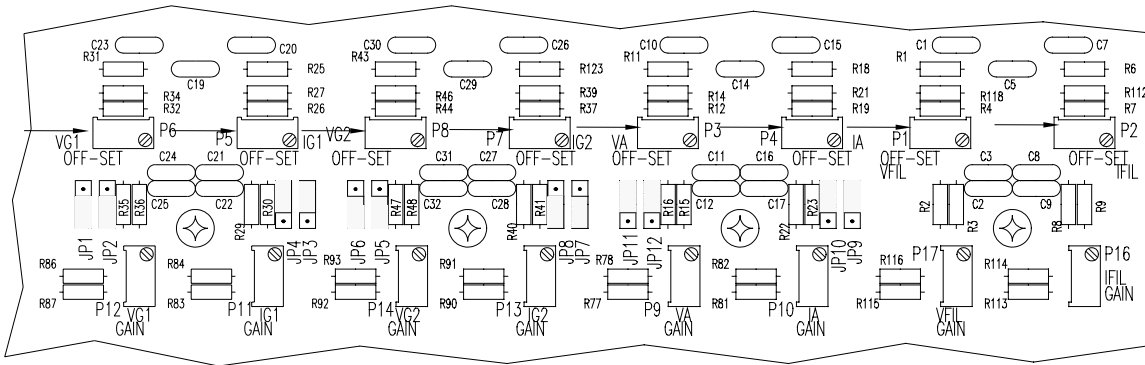 C23 C20 C30 C26 C10 C15 C1 C7
R31 C19 R25 R43 C29 R123 R11 C14 R18 R1 C5 R6
R34 R27 R46 R39 R14 R21 R118 R112
R32 R26 R44 R37 R12 R19 R4 R7
VG1 P6 P5 IG1 VG2 P8 P7 IG2 VA P3 P4 IA P1 P2
OFF-SET OFF-SET OFF-SET OFF-SET OFF-SET OFF-SET OFF-SET OFF-SET
VFIL IFIL
C24 C21 C31 C27 C11 C16 C3 C8
C25 C22 C32 C28 C12 C17 C2 C9
R35 R36 R29 R30 R47 R48 R40 R41 R16 R15 R22 R23 R2 R3 R8 R9
JP1 JP2 JP4 JP3 JP6 JP5 JP8 JP7 JP11 JP12 JP10 JP9
R86 R84 R93 R91 R78 R82 R116 P17 R114 P16
R87 R83 R92 R90 R77 R81 R115 R113
IFIL
GAIN
P12 VG1 P11 IG1 P14 VG2 P13 IG2 P9 VA P10 IA VFIL
GAIN GAIN GAIN GAIN GAIN GAIN GAIN